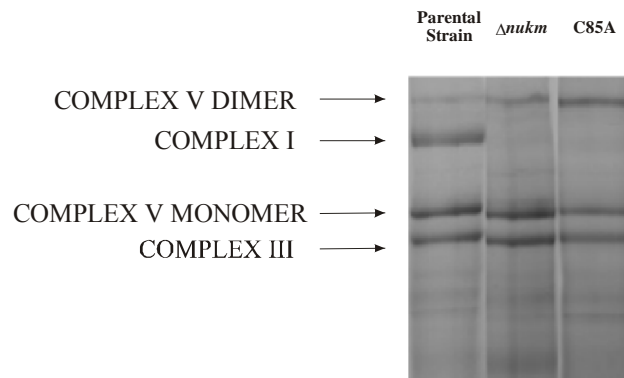 Parental
Strain
Δnukm
C85A
COMPLEX V DIMER
COMPLEX I
COMPLEX V MONOMER
COMPLEX III